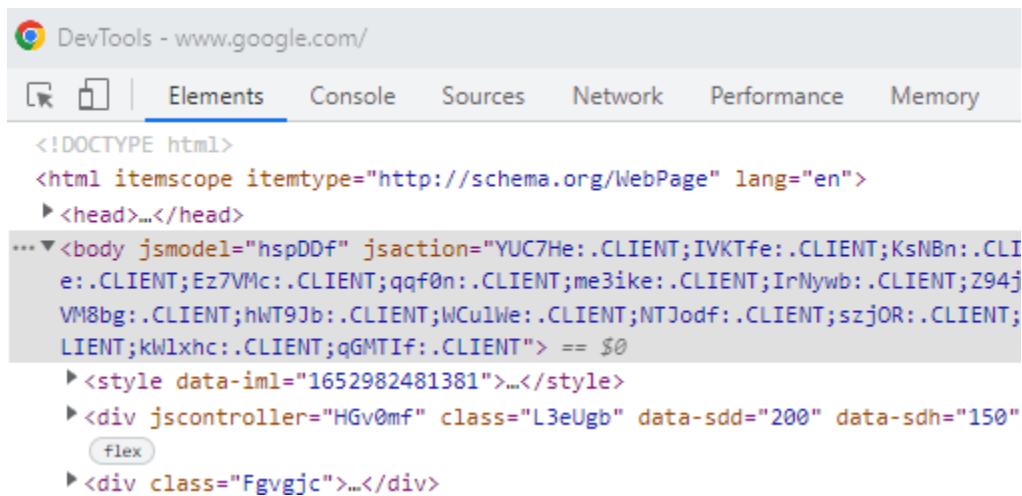 DevTools - www.google.com/
Elements Console Sources Network Performance Memory
<!DOCTYPE html>
<html itemscope itemtype="http://schema.org/WebPage" lang="en">
<head>…</head>
<body jsmodel="hspDDf" jsaction="YUC7He:.CLIENT;IVKTfe:.CLIENT;KsNBn:.CLI
e:.CLIENT;Ez7VMc:.CLIENT;qqf0n:.CLIENT;me3ike:.CLIENT;IrNywb:.CLIENT;Z94j
VM8bg:.CLIENT;hWT9Jb:.CLIENT;WCulWe:.CLIENT;NTJodf:.CLIENT;szjOR:.CLIENT;
LIENT;kWlxhc:.CLIENT;qGMTIf:.CLIENT"> == $0
<style data-iml="1652982481381">…</style>
<div jscontroller="HGv0mf" class="L3eUgb" data-sdd="200" data-sdh="150"
flex
<div class="Fgvgjc">…</div>